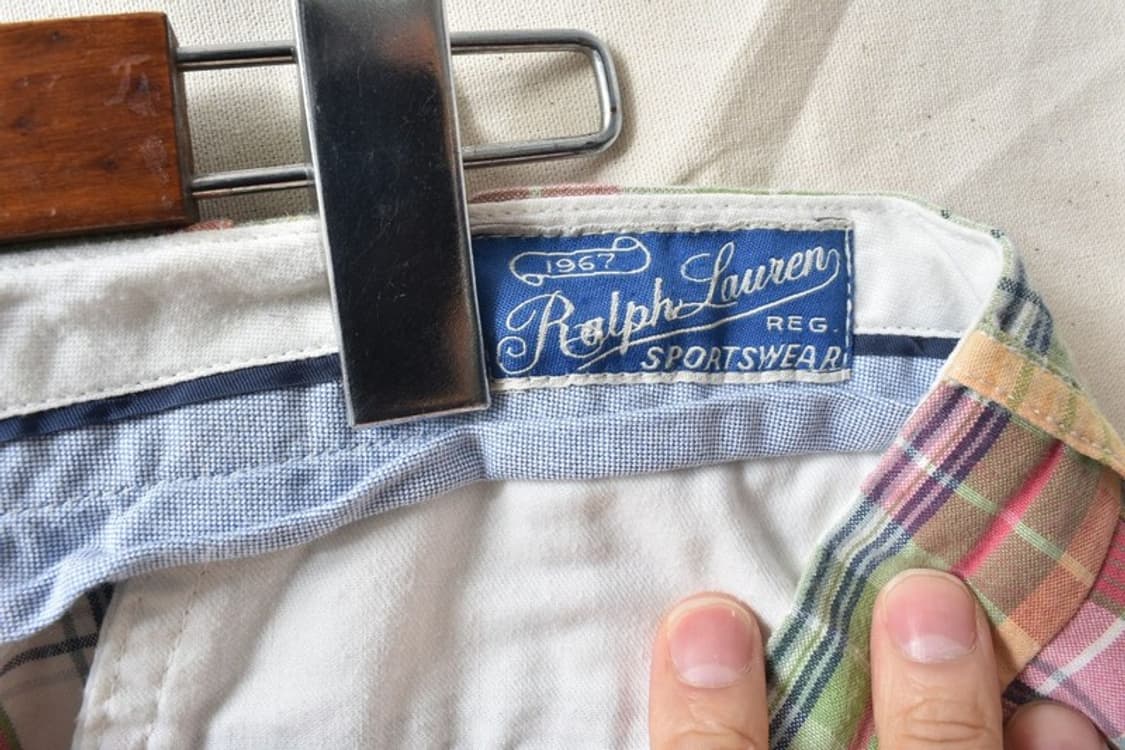 1967
Ralph Lauren
REG.
SPORTSWEAR